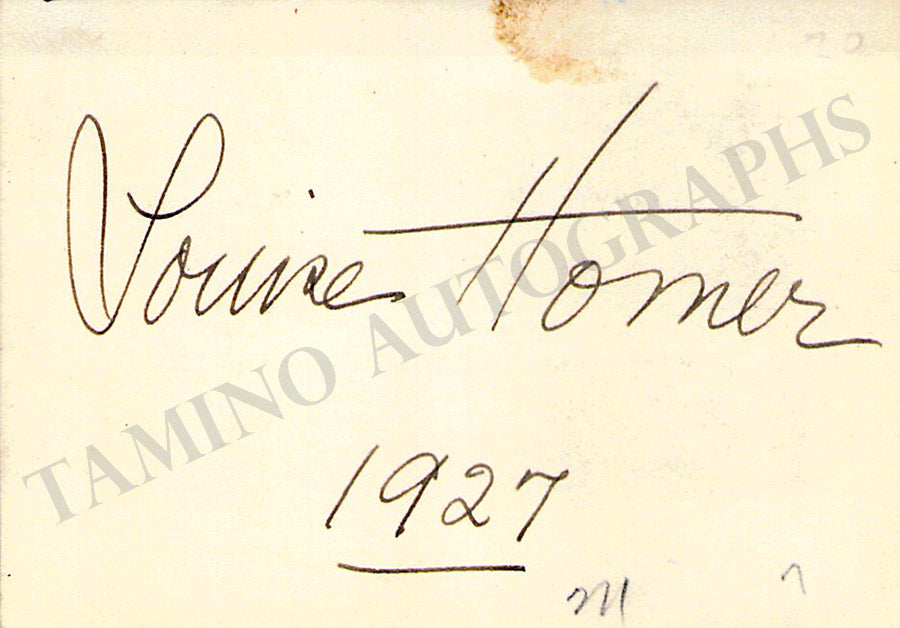 Louise Homer
TAMINO AUTOGRAPHS
1927
m